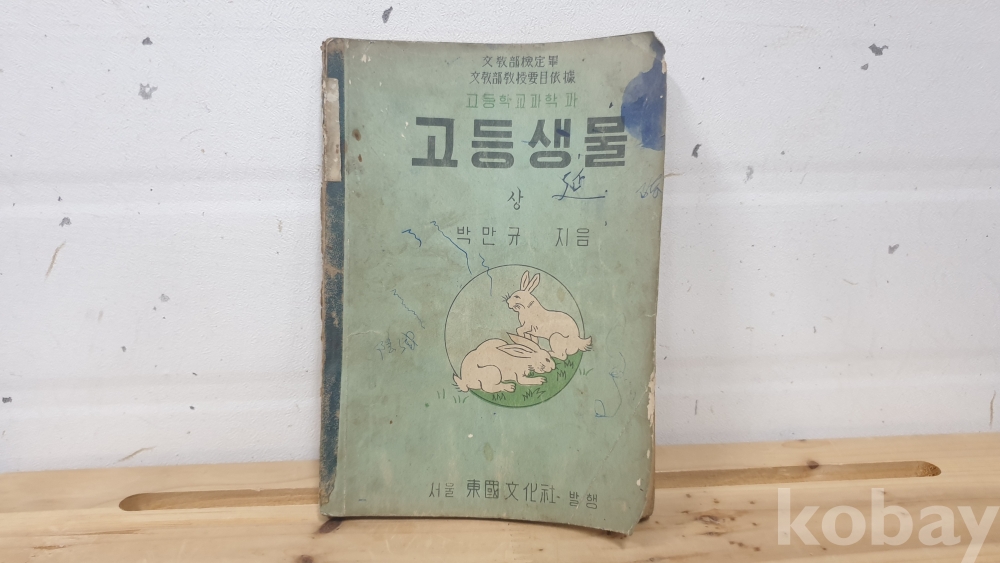 文敎部檢定畢
文敎部敎授要目依據
고등학교과학과
고등생물
상
박만규 지음
서울 東國文化社 발행
kobay